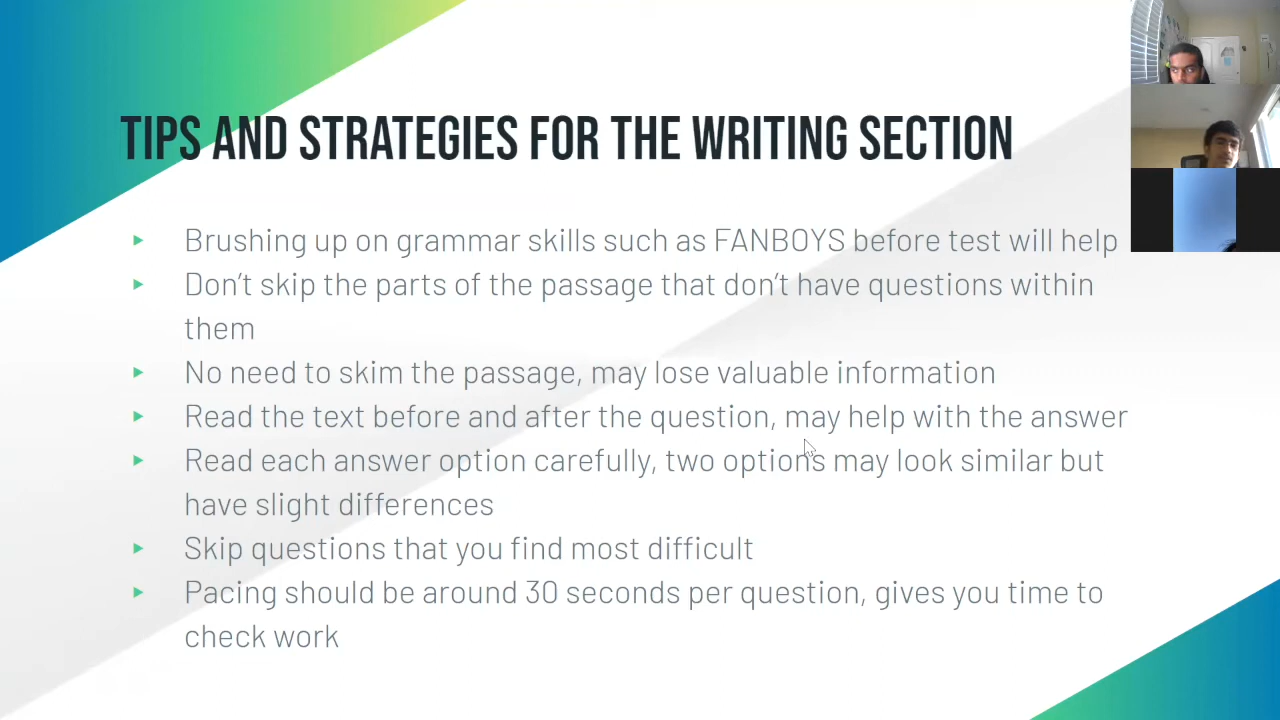 TIPS AND STRATEGIES FOR THE WRITING SECTION
Brushing up on grammar skills such as FANBOYS before test will help
Don't skip the parts of the passage that don't have questions within
them
No need to skim the passage, may lose valuable information
Read the text before and after the question, may help with the answer
Read each answer option carefully, two options may look similar but
have slight differences
Skip questions that you find most difficult
Pacing should be around 30 seconds per question, gives you time to
check work